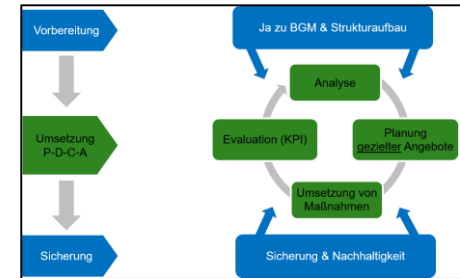 Vorbereitung
Ja zu BGM & Strukturaufbau
Analyse
Umsetzung
P-D-C-A
Evaluation (KPI)
Planung
gezielter Angebote
Umsetzung von
Maßnahmen
Sicherung
Sicherung & Nachhaltigkeit